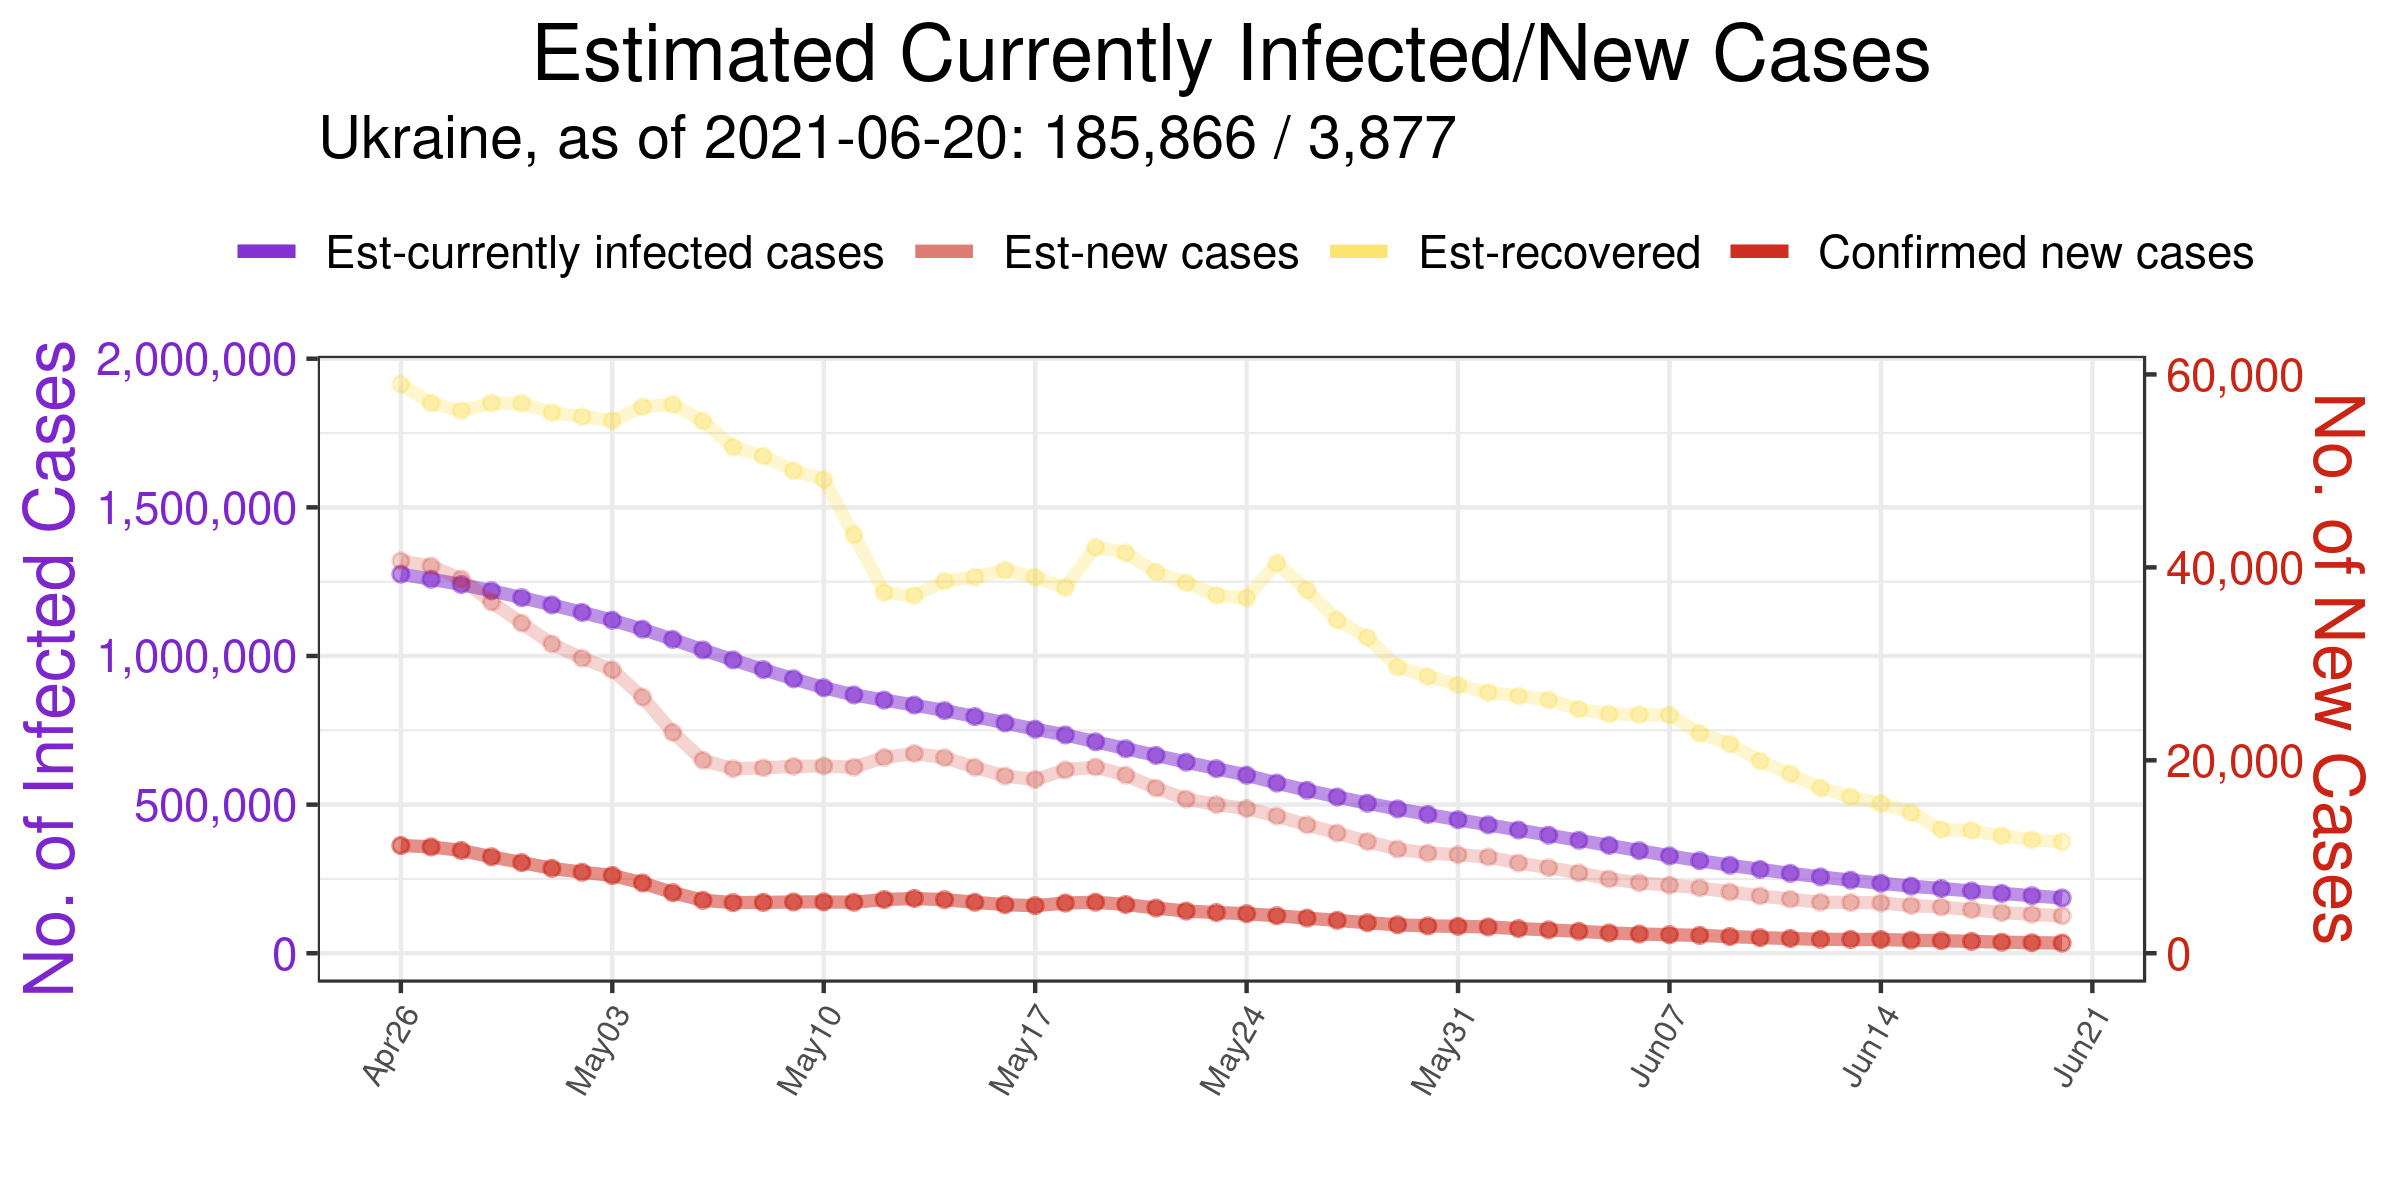 Estimated Currently Infected/New Cases
Ukraine, as of 2021-06-20: 185,866 / 3,877
Est-currently infected cases Est-new cases Est-recovered Confirmed new cases
No. of Infected Cases
2,000,000
1,500,000
1,000,000
500,000
0
60,000
40,000
20,000
0
No. of New Cases
Apr26 May03 May10 May17 May24 May31 Jun07 Jun14 Jun21